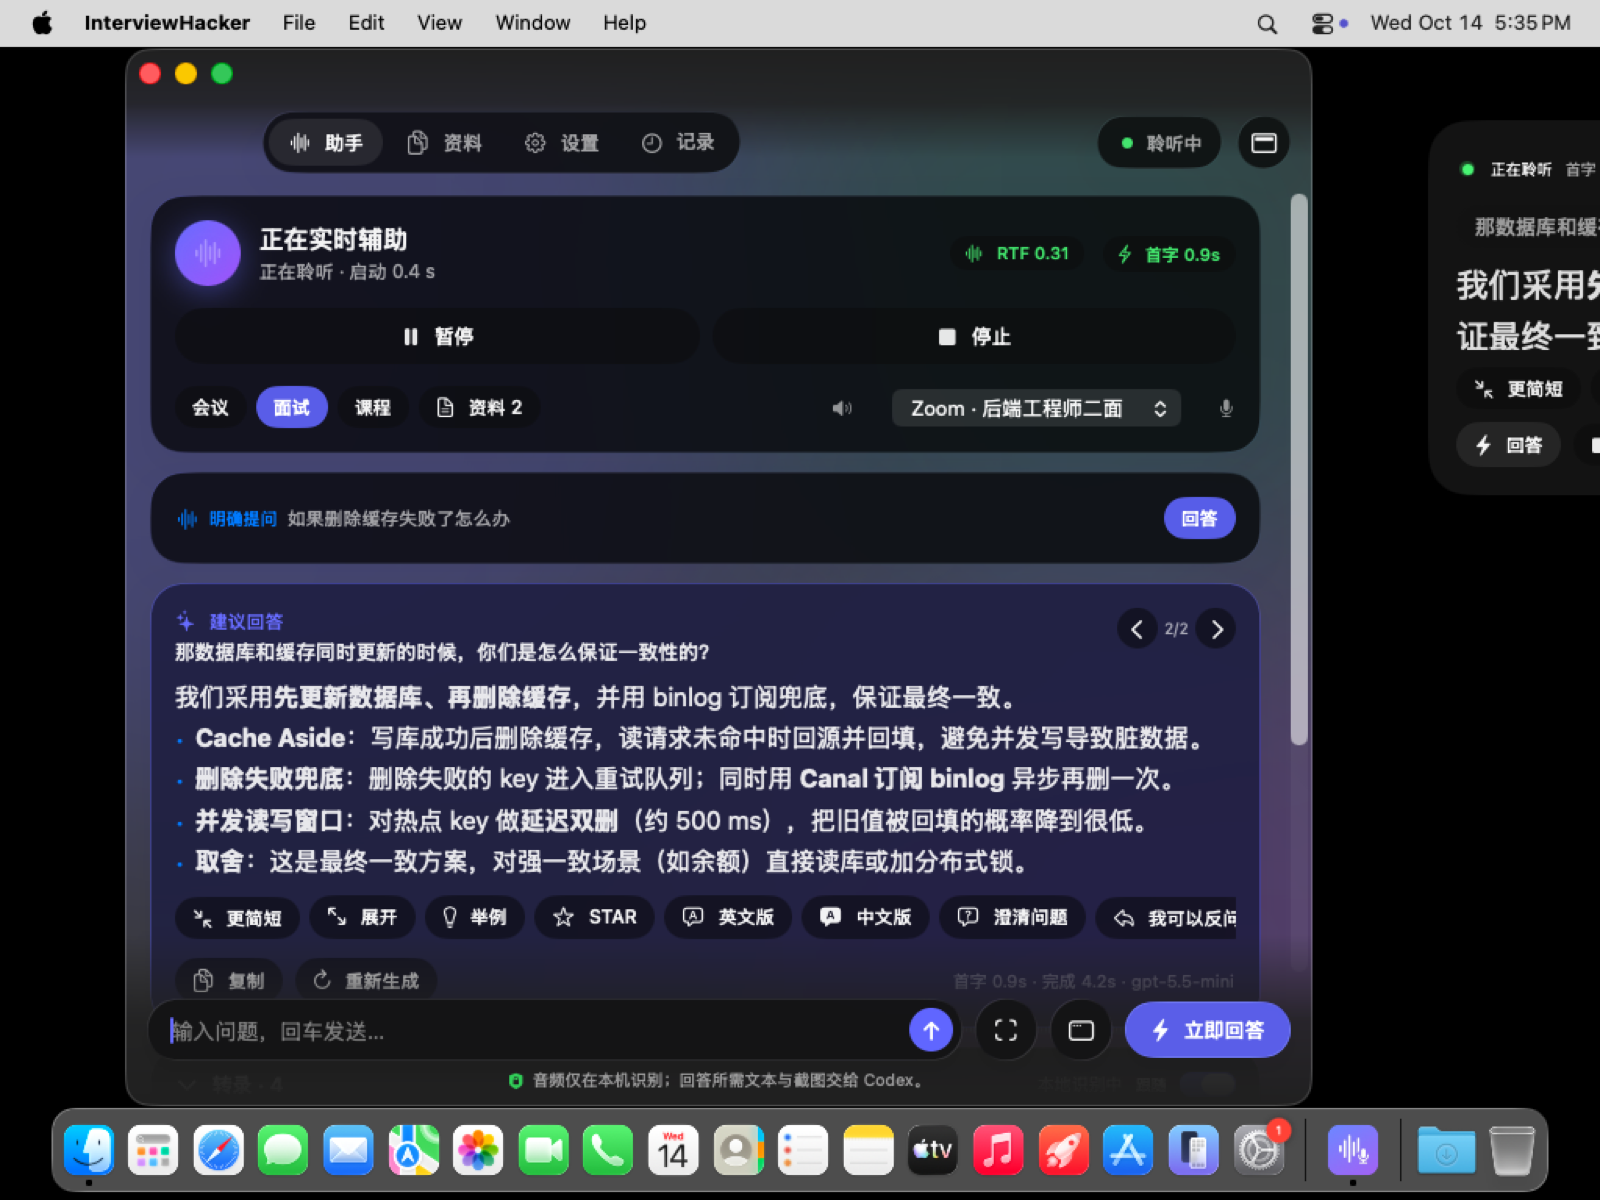 InterviewHacker File Edit View Window Help Wed Oct 14 5:35 PM
助手 资料 设置 记录 聆听中
正在实时辅助
正在聆听 · 启动 0.4 s
RTF 0.31 首字 0.9s
暂停 停止
会议 面试 课程 资料 2 Zoom · 后端工程师二面
明确提问 如果删除缓存失败了怎么办 回答
建议回答
2/2
那数据库和缓存同时更新的时候，你们是怎么保证一致性的？
我们采用先更新数据库、再删除缓存，并用 binlog 订阅兜底，保证最终一致。
· Cache Aside：写库成功后删除缓存，读请求未命中时回源并回填，避免并发写导致脏数据。
· 删除失败兜底：删除失败的 key 进入重试队列；同时用 Canal 订阅 binlog 异步再删一次。
· 并发读写窗口：对热点 key 做延迟双删（约 500 ms），把旧值被回填的概率降到很低。
· 取舍：这是最终一致方案，对强一致场景（如余额）直接读库或加分布式锁。
更简短 展开 举例 STAR 英文版 中文版 澄清问题 我可以反问
复制 重新生成 首字 0.9s · 完成 4.2s · gpt-5.5-mini
输入问题，回车发送... 立即回答
转录 · 4
音频仅在本机识别；回答所需文本与截图交给 Codex。
正在聆听 首字
那数据库和缓存
我们采用先
证最终一致
更简短
回答
Wed
14
tv
1